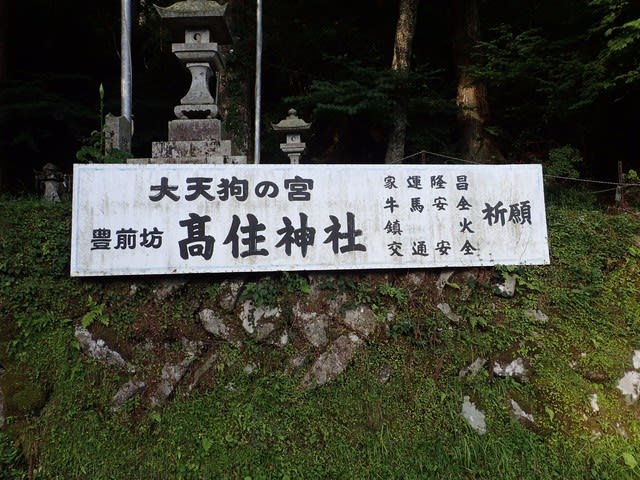 大天狗の宮
豊前坊 髙住神社
家運隆昌
牛馬安全
鎮火
交通安全
祈願